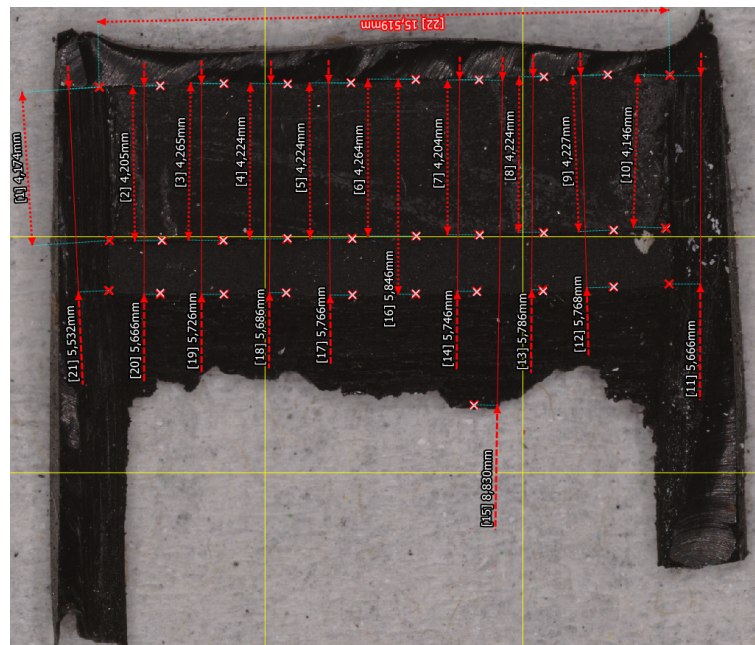 [22] 15,519mm
[1] 4,174mm
[2] 4,205mm
[3] 4,265mm
[4] 4,224mm
[5] 4,224mm
[6] 4,264mm
[7] 4,204mm
[8] 4,224mm
[9] 4,227mm
[10] 4,146mm
[21] 5,532mm
[20] 5,666mm
[19] 5,726mm
[18] 5,686mm
[17] 5,766mm
[16] 5,846mm
[14] 5,746mm
[13] 5,786mm
[12] 5,768mm
[11] 5,666mm
[15] 8,830mm